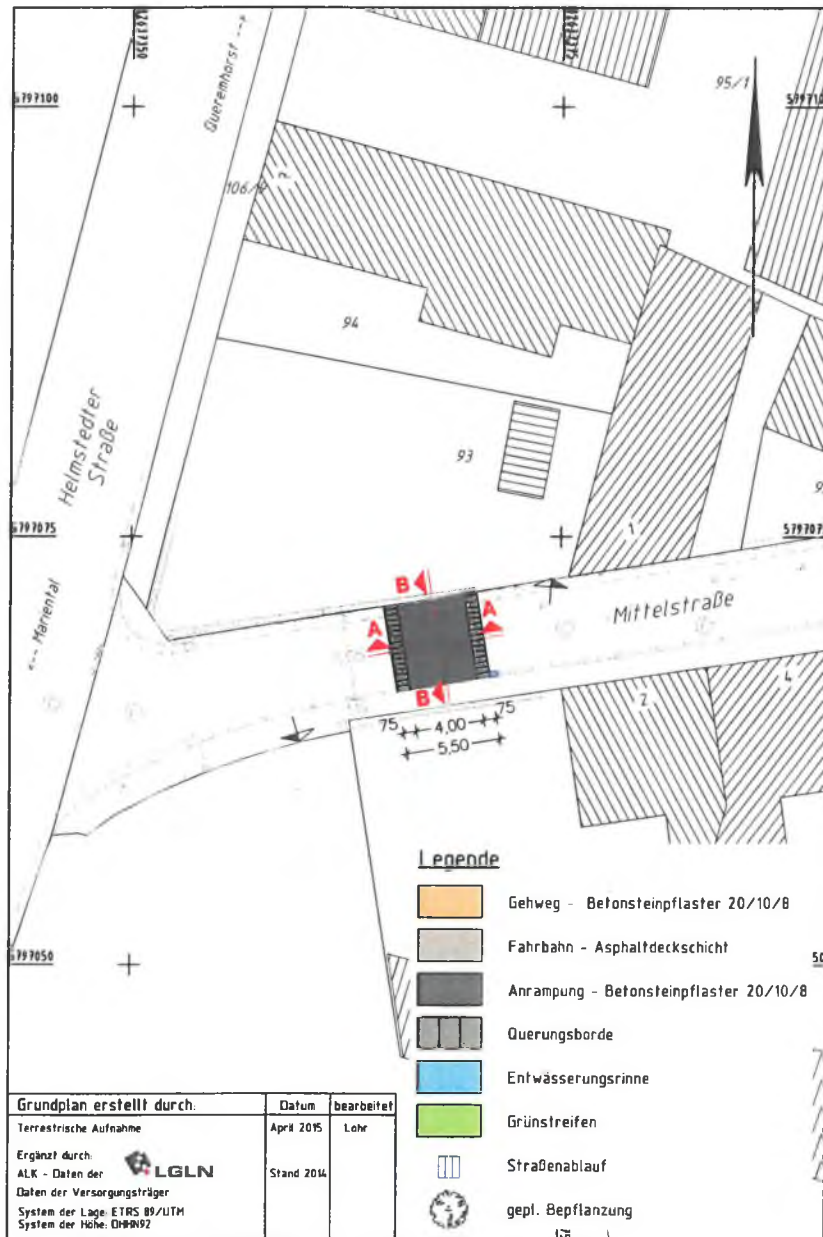 5797100
Queremhorst -->
95/1
106/9
94
93
Helmstedter
Straße
5797075
1
<-- Mariental
Mittelstraße
B
A
A
B
2
4
75
4,00
75
5,50
Legende
Gehweg - Betonsteinpflaster 20/10/8
Fahrbahn - Asphaltdeckschicht
5797050
Anrampung - Betonsteinpflaster 20/10/8
Querungsborde
Entwässerungsrinne
Grünstreifen
Straßenablauf
gepl. Bepflanzung
Grundplan erstellt durch:
Datum
bearbeitet
Terrestrische Aufnahme
April 2015
Lohr
Ergänzt durch:
ALK - Daten der
LGLN
Stand 2014
Daten der Versorgungsträger
System der Lage: ETRS 89/UTM
System der Höhe: DHHN92